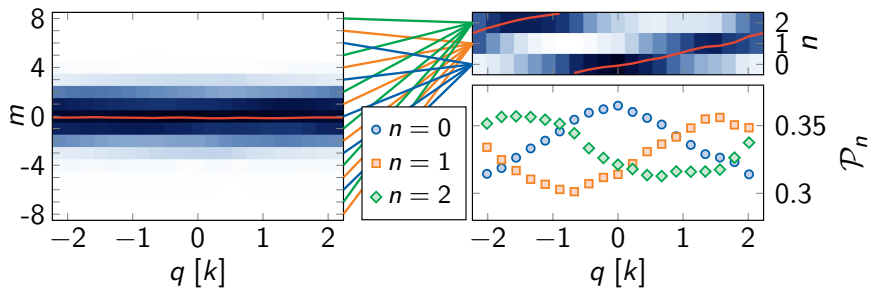 8
4
0
-4
-8
m
−2 −1 0 1 2
q [k]
n = 0
n = 1
n = 2
2
1
0
n
0.35
0.3
𝒫n
−2 −1 0 1 2
q [k]